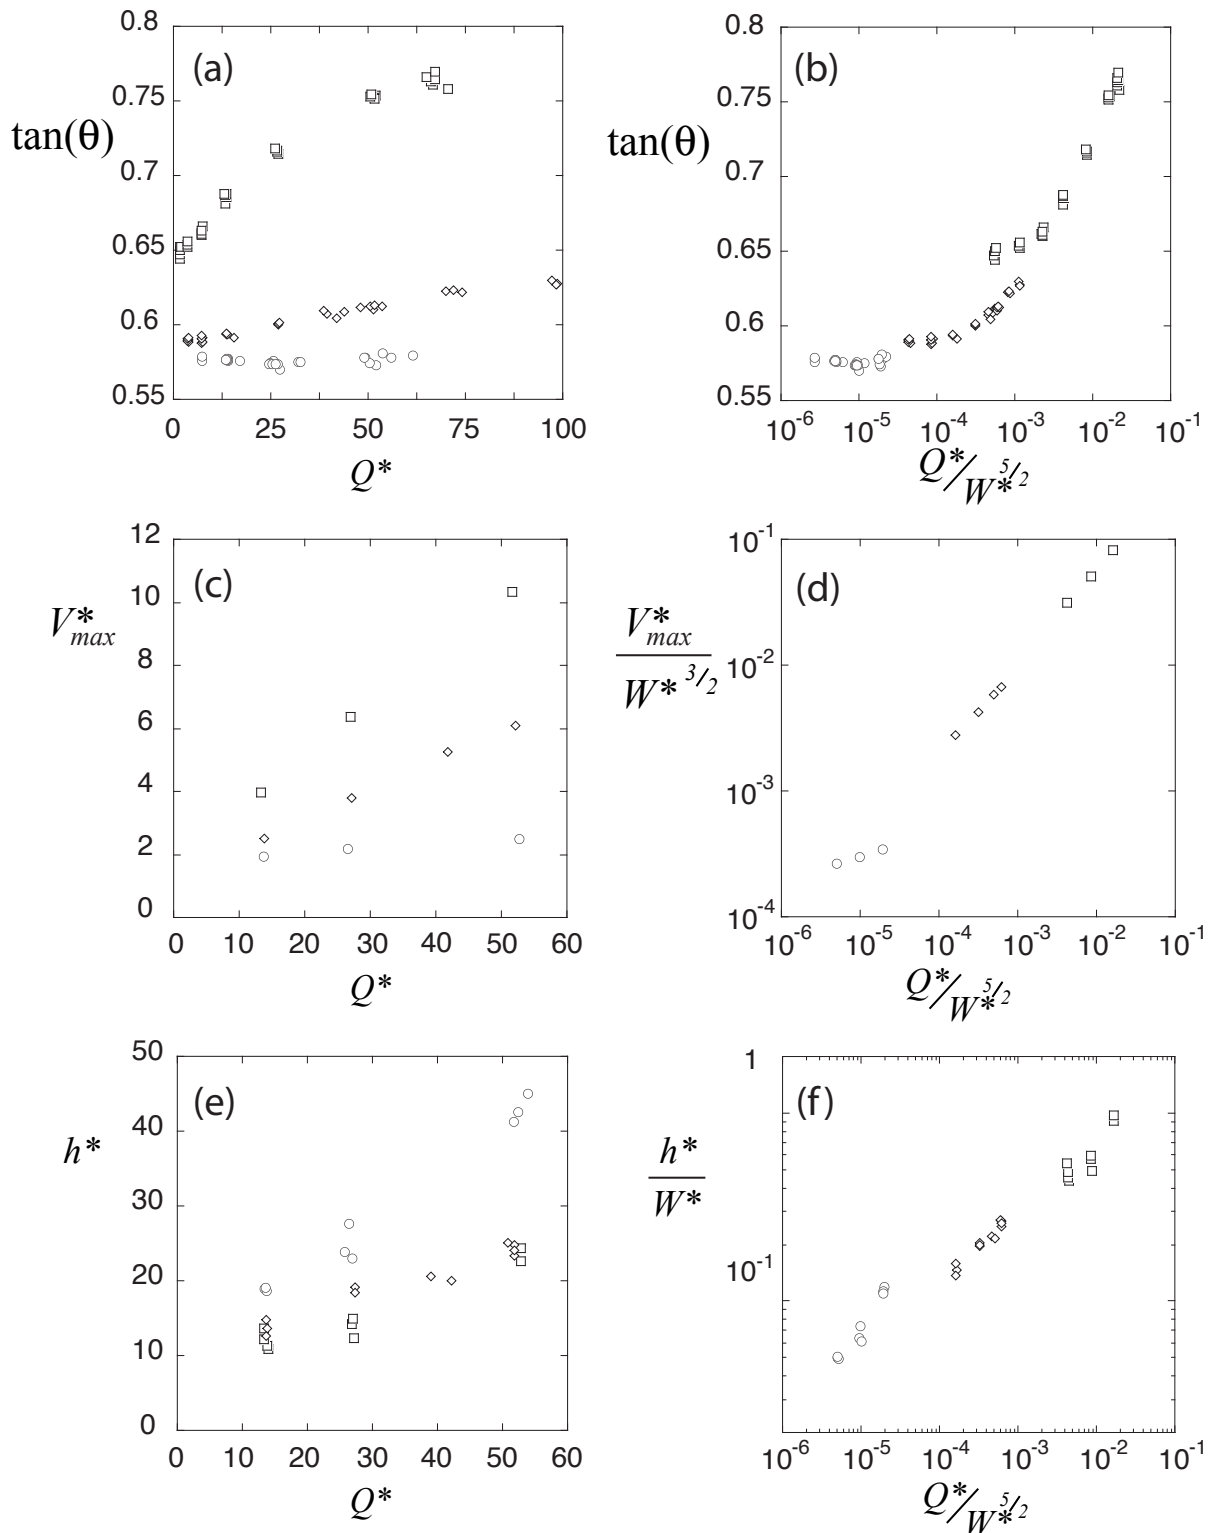 (a)
tan(θ)
0.8
0.75
0.7
0.65
0.6
0.55
0 25 50 75 100
Q*
(b)
tan(θ)
0.8
0.75
0.7
0.65
0.6
0.55
10-6 10-5 10-4 10-3 10-2 10-1
Q*/W*5/2
(c)
V*max
12
10
8
6
4
2
0
0 10 20 30 40 50 60
Q*
(d)
V*max
W*3/2
10-1
10-2
10-3
10-4
10-6 10-5 10-4 10-3 10-2 10-1
Q*/W*5/2
(e)
h*
50
40
30
20
10
0
0 10 20 30 40 50 60
Q*
(f)
h*
W*
1
10-1
10-6 10-5 10-4 10-3 10-2 10-1
Q*/W*5/2